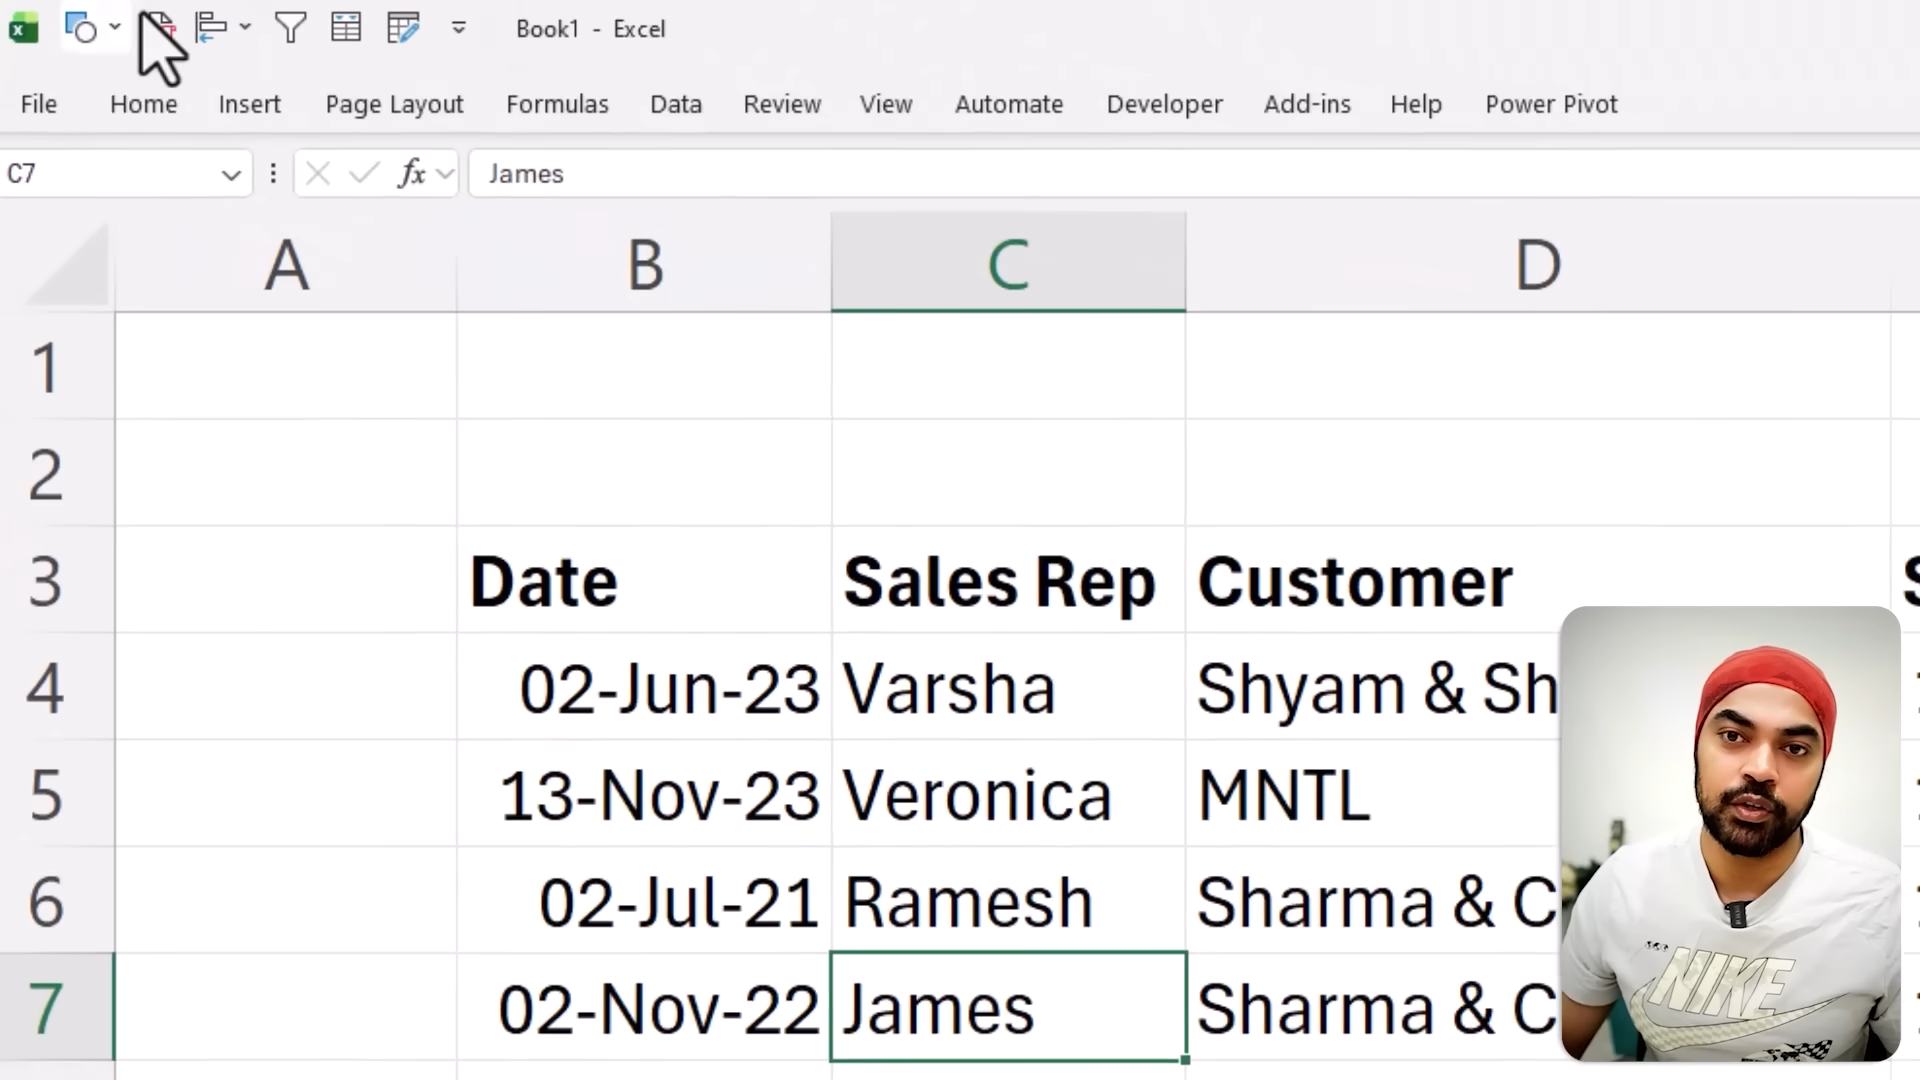 Book1 - Excel
File Home Insert Page Layout Formulas Data Review View Automate Developer Add-ins Help Power Pivot
C7 fx James
A B C D
1
2
3 Date Sales Rep Customer
4 02-Jun-23 Varsha Shyam & Sh
5 13-Nov-23 Veronica MNTL
6 02-Jul-21 Ramesh Sharma & C
7 02-Nov-22 James Sharma & C
NIKE